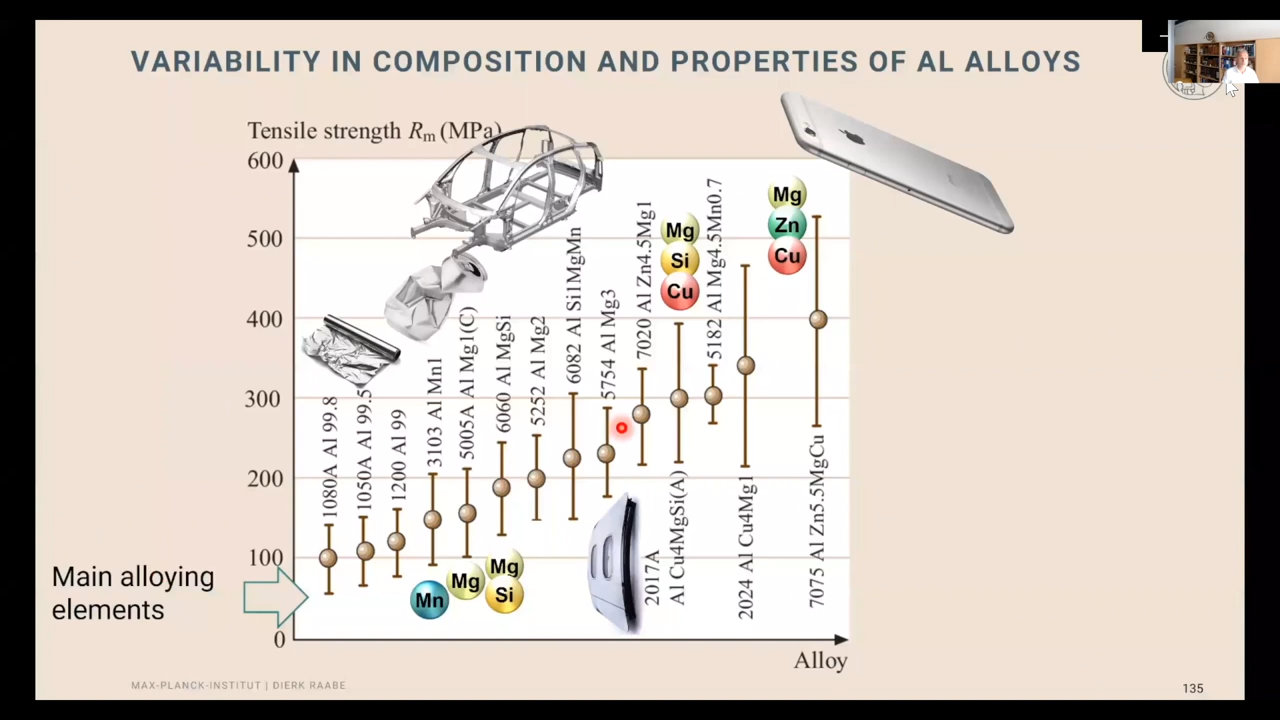 VARIABILITY IN COMPOSITION AND PROPERTIES OF AL ALLOYS
Tensile strength Rm (MPa)
600
500
400
300
200
100
0
1080A Al 99.8
1050A Al 99.5
1200 Al 99
3103 Al Mn1
5005A Al Mg1(C)
6060 Al MgSi
5252 Al Mg2
6082 Al Si1MgMn
5754 Al Mg3
7020 Al Zn4.5Mg1
2017A
Al Cu4MgSi(A)
5182 Al Mg4.5Mn0.7
2024 Al Cu4Mg1
7075 Al Zn5.5MgCu
Mn
Mg
Mg
Si
Mg
Si
Cu
Mg
Zn
Cu
Main alloying
elements
Alloy
MAX-PLANCK-INSTITUT | DIERK RAABE
135